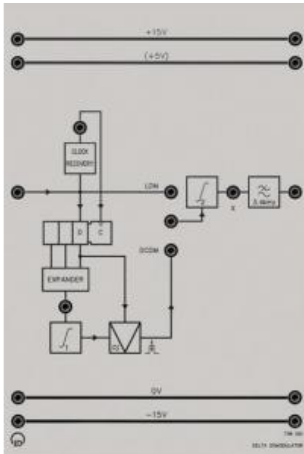 +15V
(+5V)
CLOCK
RECOVERY
LDM
X
3.4kHz
D C
DCDM
EXPANDER
0V
-15V
DELTA DEMODULATOR